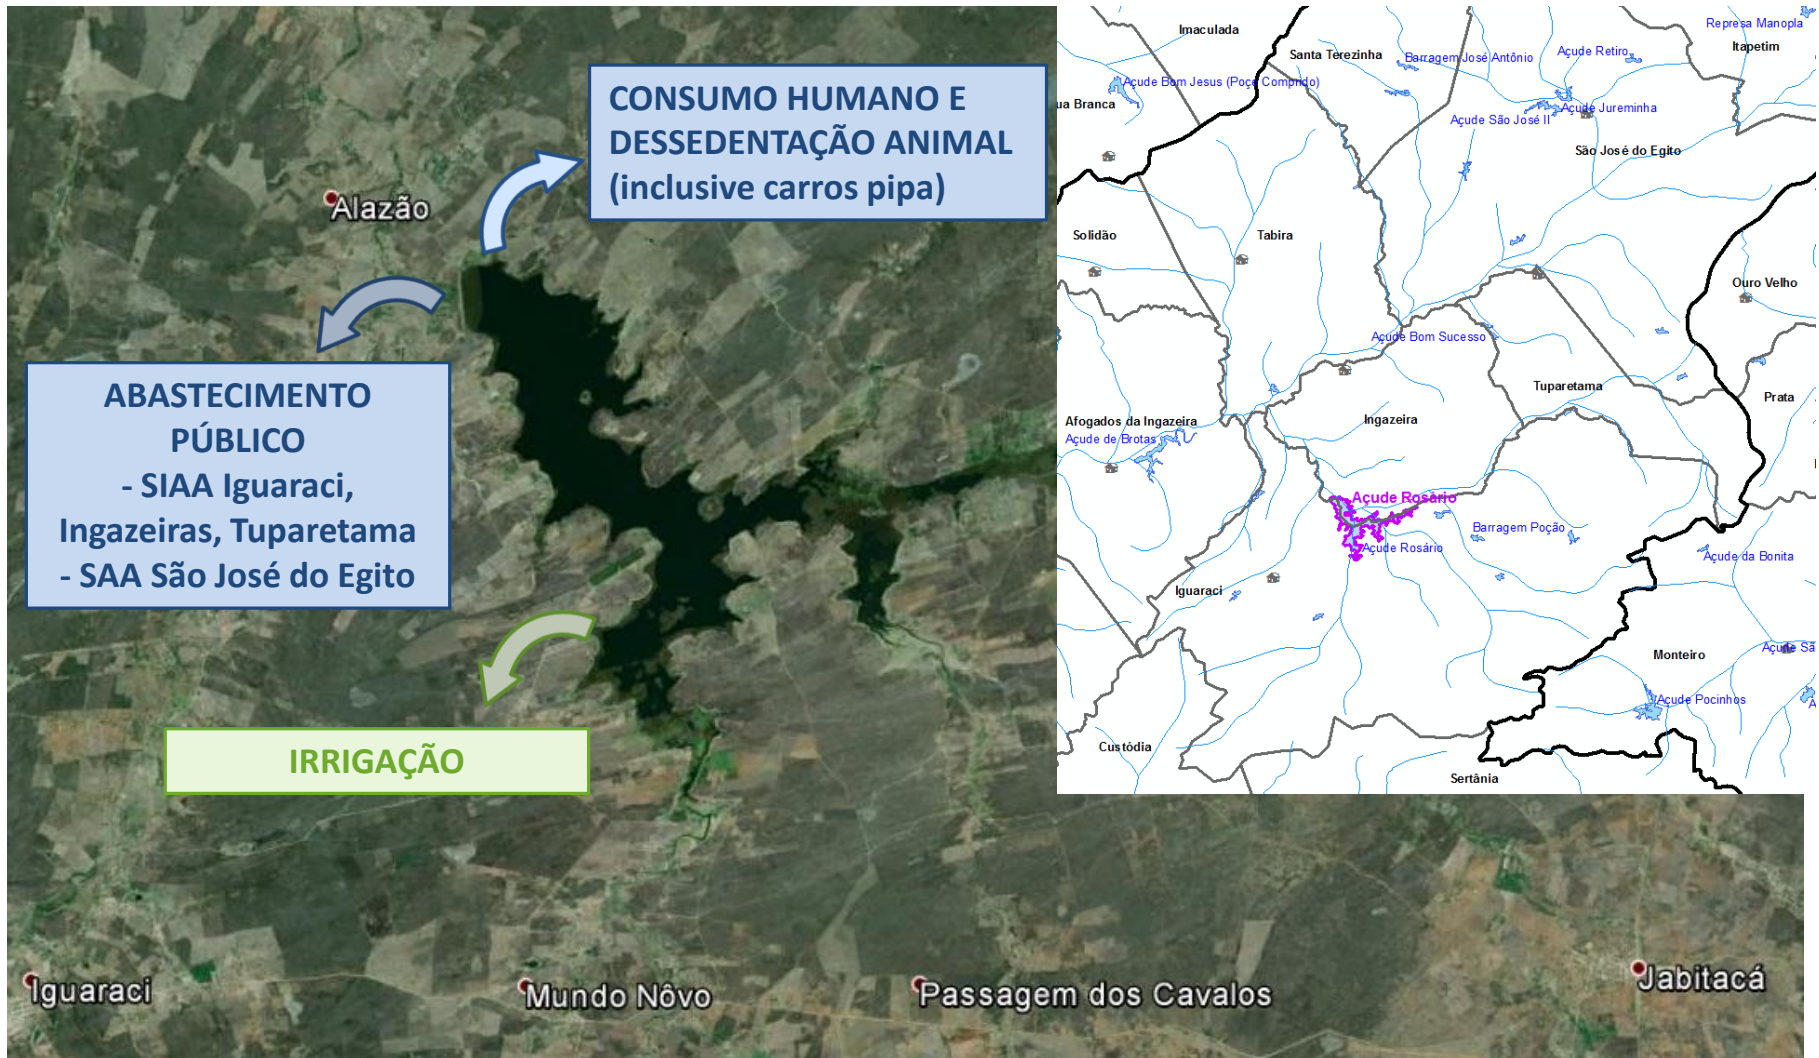 CONSUMO HUMANO E
DESSEDENTAÇÃO ANIMAL
(inclusive carros pipa)
Alazão
ABASTECIMENTO
PÚBLICO
- SIAA Iguaraci,
Ingazeiras, Tuparetama
- SAA São José do Egito
IRRIGAÇÃO
Iguaraci
Mundo Nôvo
Passagem dos Cavalos
Jabitacá
Imaculada
Santa Terezinha
Barragem José Antônio
Açude Retiro
Represa Manopla
Itapetim
Açude Bom Jesus (Poço Comprido)
ua Branca
Açude Jureminha
Açude São José II
São José do Egito
Solidão
Tabira
Ouro Velho
Açude Bom Sucesso
Tuparetama
Prata
Afogados da Ingazeira
Açude de Brotas
Ingazeira
Açude Rosário
Barragem Poção
Açude Rosário
Açude da Bonita
Iguaraci
Monteiro
Açude Sã
Açude Pocinhos
A
Custódia
Sertânia